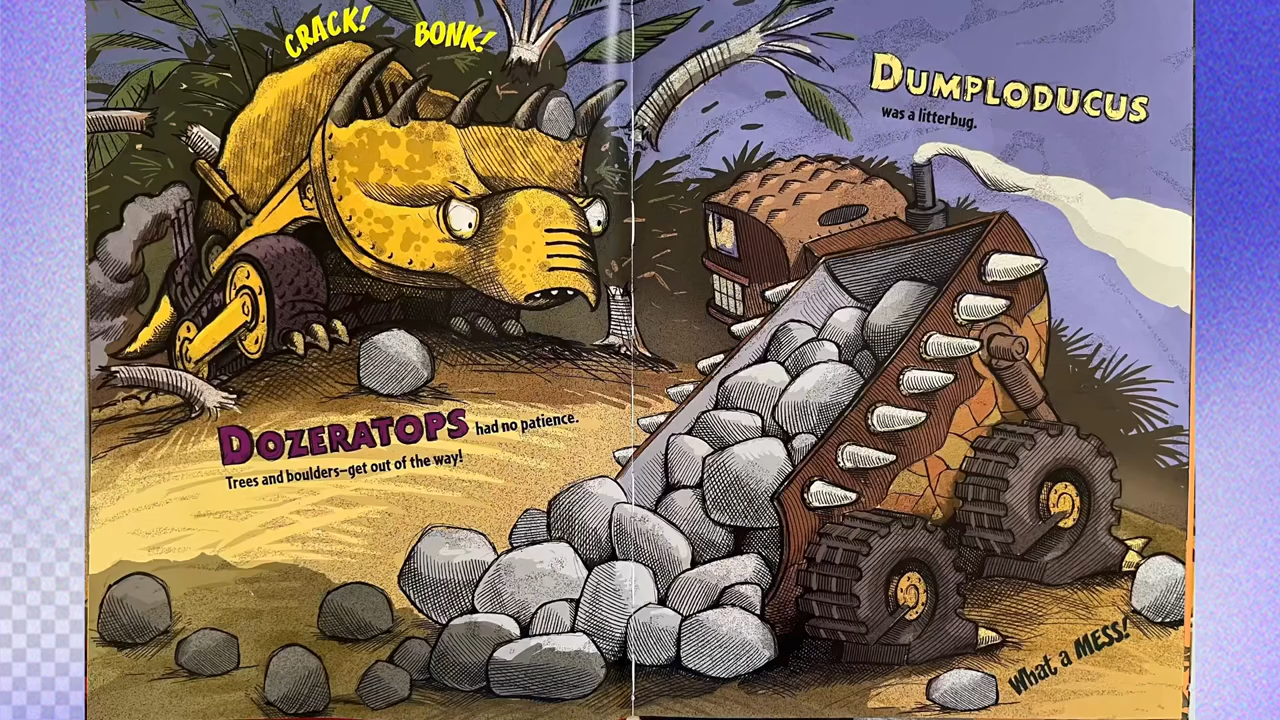 CRACK!
BONK!
DOZERATOPS had no patience.
Trees and boulders—get out of the way!
DUMPLODUCUS
was a litterbug.
What a MESS!